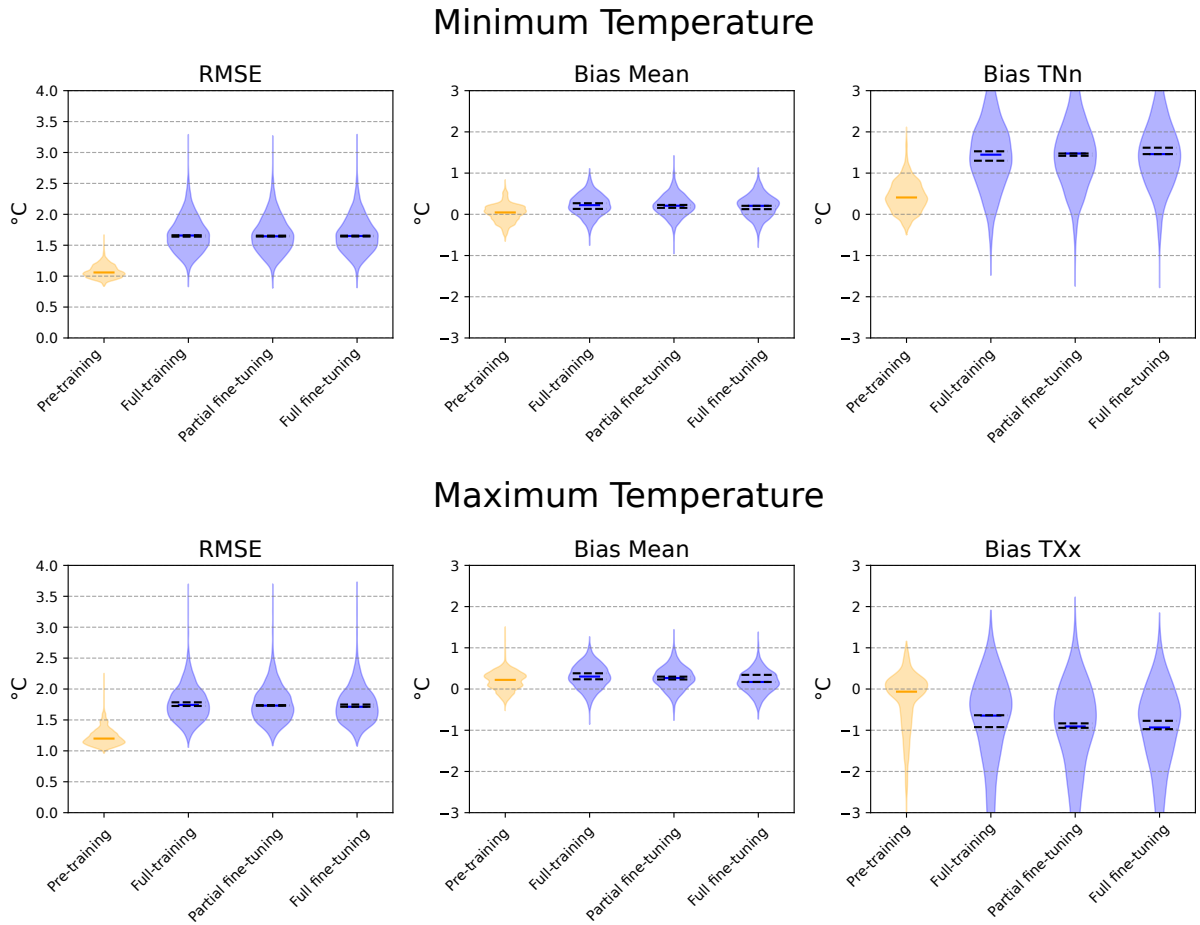 Minimum Temperature
RMSE
Bias Mean
Bias TNn
°C
4.0
3.5
3.0
2.5
2.0
1.5
1.0
0.5
0.0
Pre-training
Full-training
Partial fine-tuning
Full fine-tuning
°C
3
2
1
0
−1
−2
−3
Pre-training
Full-training
Partial fine-tuning
Full fine-tuning
°C
3
2
1
0
−1
−2
−3
Pre-training
Full-training
Partial fine-tuning
Full fine-tuning
Maximum Temperature
RMSE
Bias Mean
Bias TXx
°C
4.0
3.5
3.0
2.5
2.0
1.5
1.0
0.5
0.0
Pre-training
Full-training
Partial fine-tuning
Full fine-tuning
°C
3
2
1
0
−1
−2
−3
Pre-training
Full-training
Partial fine-tuning
Full fine-tuning
°C
3
2
1
0
−1
−2
−3
Pre-training
Full-training
Partial fine-tuning
Full fine-tuning